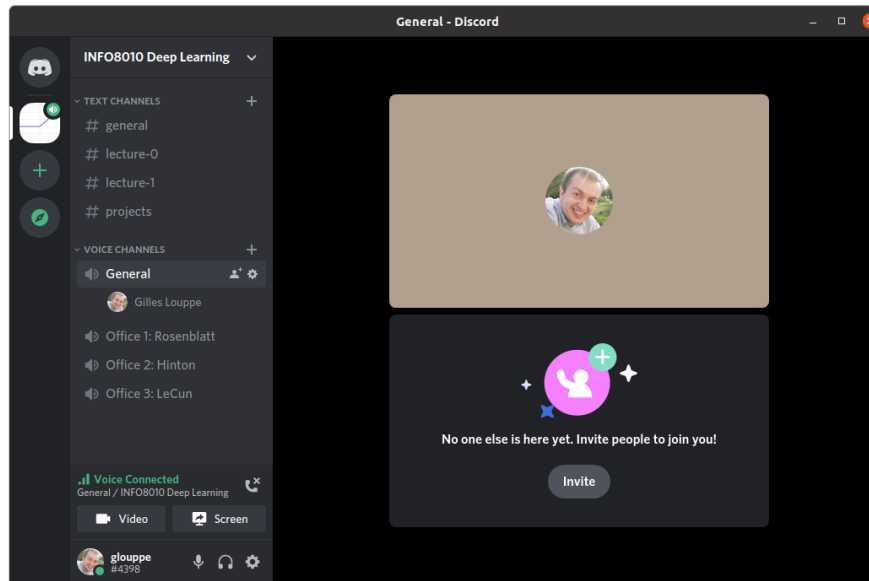 General - Discord
INFO8010 Deep Learning
TEXT CHANNELS
# general
# lecture-0
# lecture-1
# projects
VOICE CHANNELS
General
Gilles Louppe
Office 1: Rosenblatt
Office 2: Hinton
Office 3: LeCun
Voice Connected
General / INFO8010 Deep Learning
Video
Screen
glouppe
#4398
No one else is here yet. Invite people to join you!
Invite